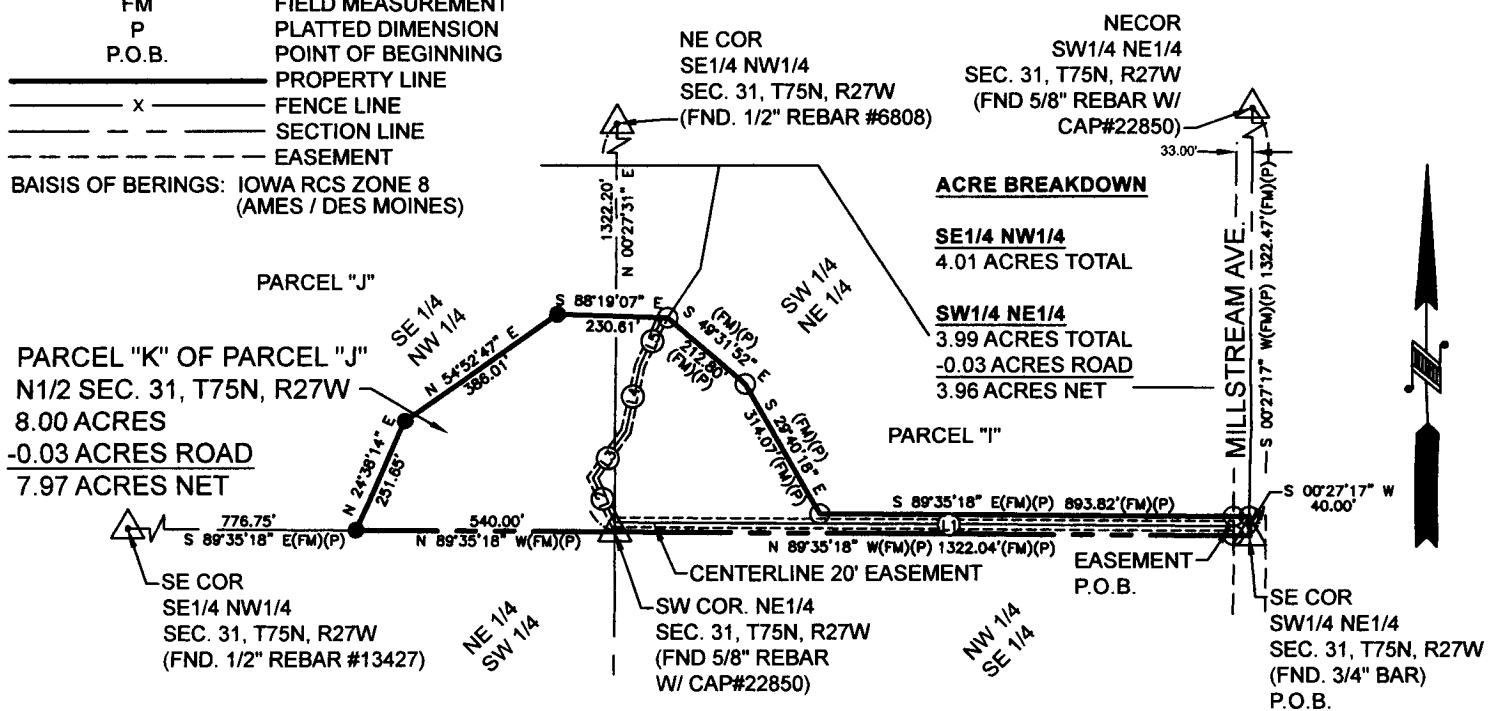 FM FIELD MEASUREMENT
P PLATTED DIMENSION
P.O.B. POINT OF BEGINNING
PROPERTY LINE
X FENCE LINE
SECTION LINE
EASEMENT
BAISIS OF BERINGS: IOWA RCS ZONE 8
(AMES / DES MOINES)
NE COR
SE1/4 NW1/4
SEC. 31, T75N, R27W
(FND. 1/2" REBAR #6808)
NECOR
SW1/4 NE1/4
SEC. 31, T75N, R27W
(FND 5/8" REBAR W/
CAP#22850)
33.00'
1322.20'
N 00°27'31" E
ACRE BREAKDOWN
SE1/4 NW1/4
4.01 ACRES TOTAL
SW1/4 NE1/4
3.99 ACRES TOTAL
-0.03 ACRES ROAD
3.96 ACRES NET
MILLSTREAM AVE.
S 00°27'17" W(FM)(P) 1322.47'(FM)(P)
PARCEL "J"
SE 1/4
NW 1/4
SW 1/4
NE 1/4
S 88°19'07" E
230.61'
(FM)(P)
S 49°31'52" E
212.80'
(FM)(P)
N 54°52'47" E
386.01'
PARCEL "K" OF PARCEL "J"
N1/2 SEC. 31, T75N, R27W
8.00 ACRES
-0.03 ACRES ROAD
7.97 ACRES NET
N 24°38'14" E
251.65'
L5
L4
L3
L2
(FM)(P)
S 29°40'18" E
314.07'(FM)(P)
PARCEL "I"
S 89°35'18" E(FM)(P) 893.82'(FM)(P)
L1
S 00°27'17" W
40.00'
776.75'
S 89°35'18" E(FM)(P)
540.00'
N 89°35'18" W(FM)(P)
N 89°35'18" W(FM)(P) 1322.04'(FM)(P)
CENTERLINE 20' EASEMENT
EASEMENT
P.O.B.
SE COR
SE1/4 NW1/4
SEC. 31, T75N, R27W
(FND. 1/2" REBAR #13427)
NE 1/4
SW 1/4
SW COR. NE1/4
SEC. 31, T75N, R27W
(FND 5/8" REBAR
W/ CAP#22850)
NW 1/4
SE 1/4
SE COR
SW1/4 NE1/4
SEC. 31, T75N, R27W
(FND. 3/4" BAR)
P.O.B.